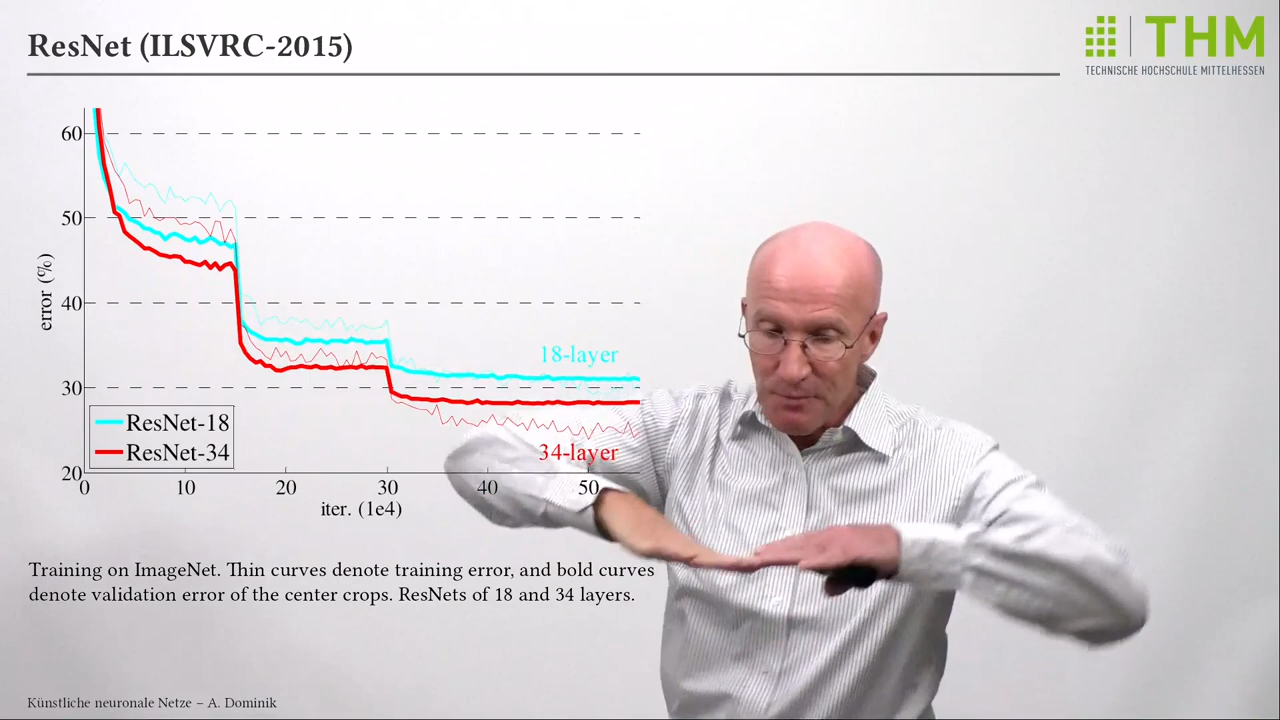 ResNet (ILSVRC-2015)
THM
TECHNISCHE HOCHSCHULE MITTELHESSEN
60
50
40
30
20
error (%)
18-layer
34-layer
ResNet-18
ResNet-34
0 10 20 30 40 50
iter. (1e4)
Training on ImageNet. Thin curves denote training error, and bold curves
denote validation error of the center crops. ResNets of 18 and 34 layers.
Künstliche neuronale Netze – A. Dominik